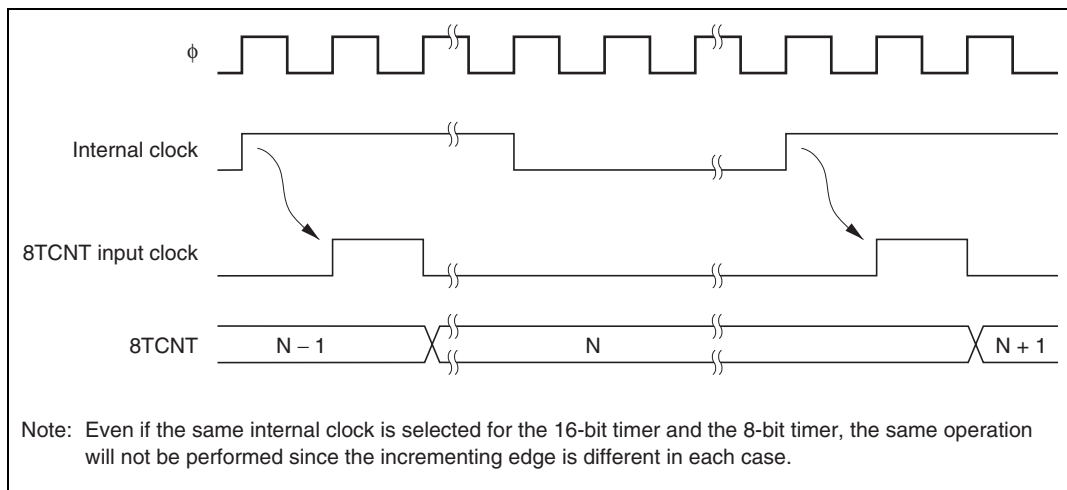 ϕ
Internal clock
8TCNT input clock
8TCNT
N – 1
N
N + 1
Note: Even if the same internal clock is selected for the 16-bit timer and the 8-bit timer, the same operation
will not be performed since the incrementing edge is different in each case.